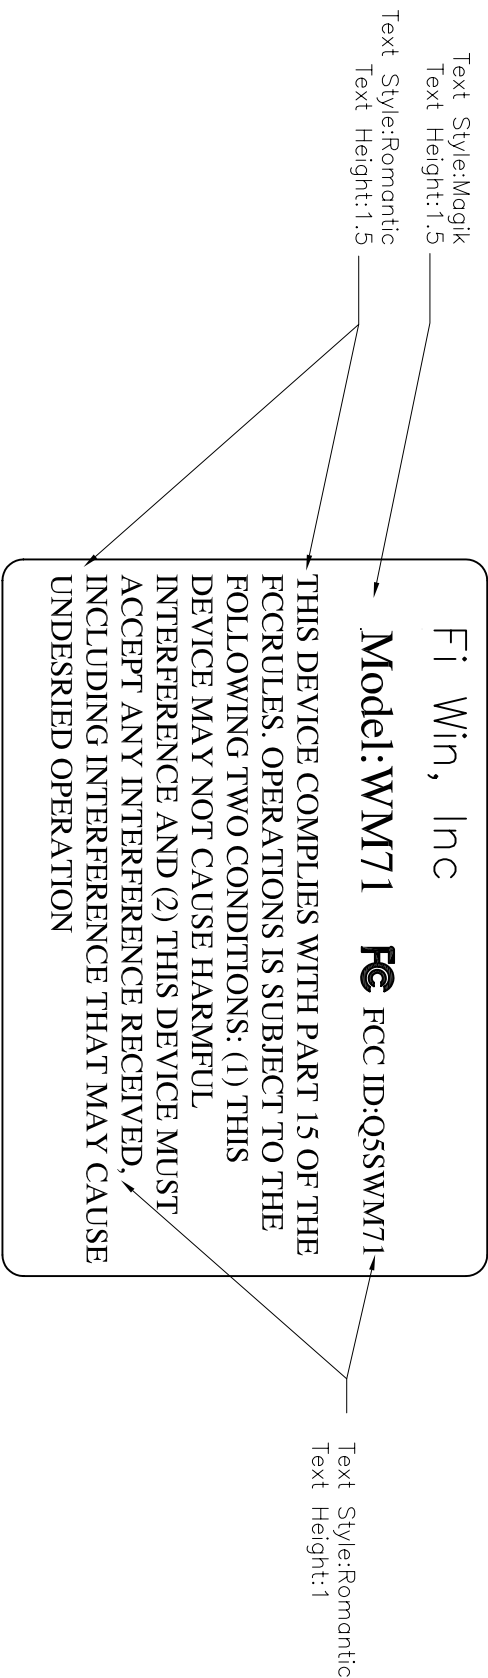 Text Style:Magik
Text Height:1.5
Text Style:Romantic
Text Height:1.5
Fi Win, Inc
Model:WM71 FC FCC ID:Q5SWM71
THIS DEVICE COMPLIES WITH PART 15 OF THE
FCCRULES. OPERATIONS IS SUBJECT TO THE
FOLLOWING TWO CONDITIONS: (1) THIS
DEVICE MAY NOT CAUSE HARMFUL
INTERFERENCE AND (2) THIS DEVICE MUST
ACCEPT ANY INTERFERENCE RECEIVED,
INCLUDING INTERFERENCE THAT MAY CAUSE
UNDESRIED OPERATION
Text Style:Romantic
Text Height:1